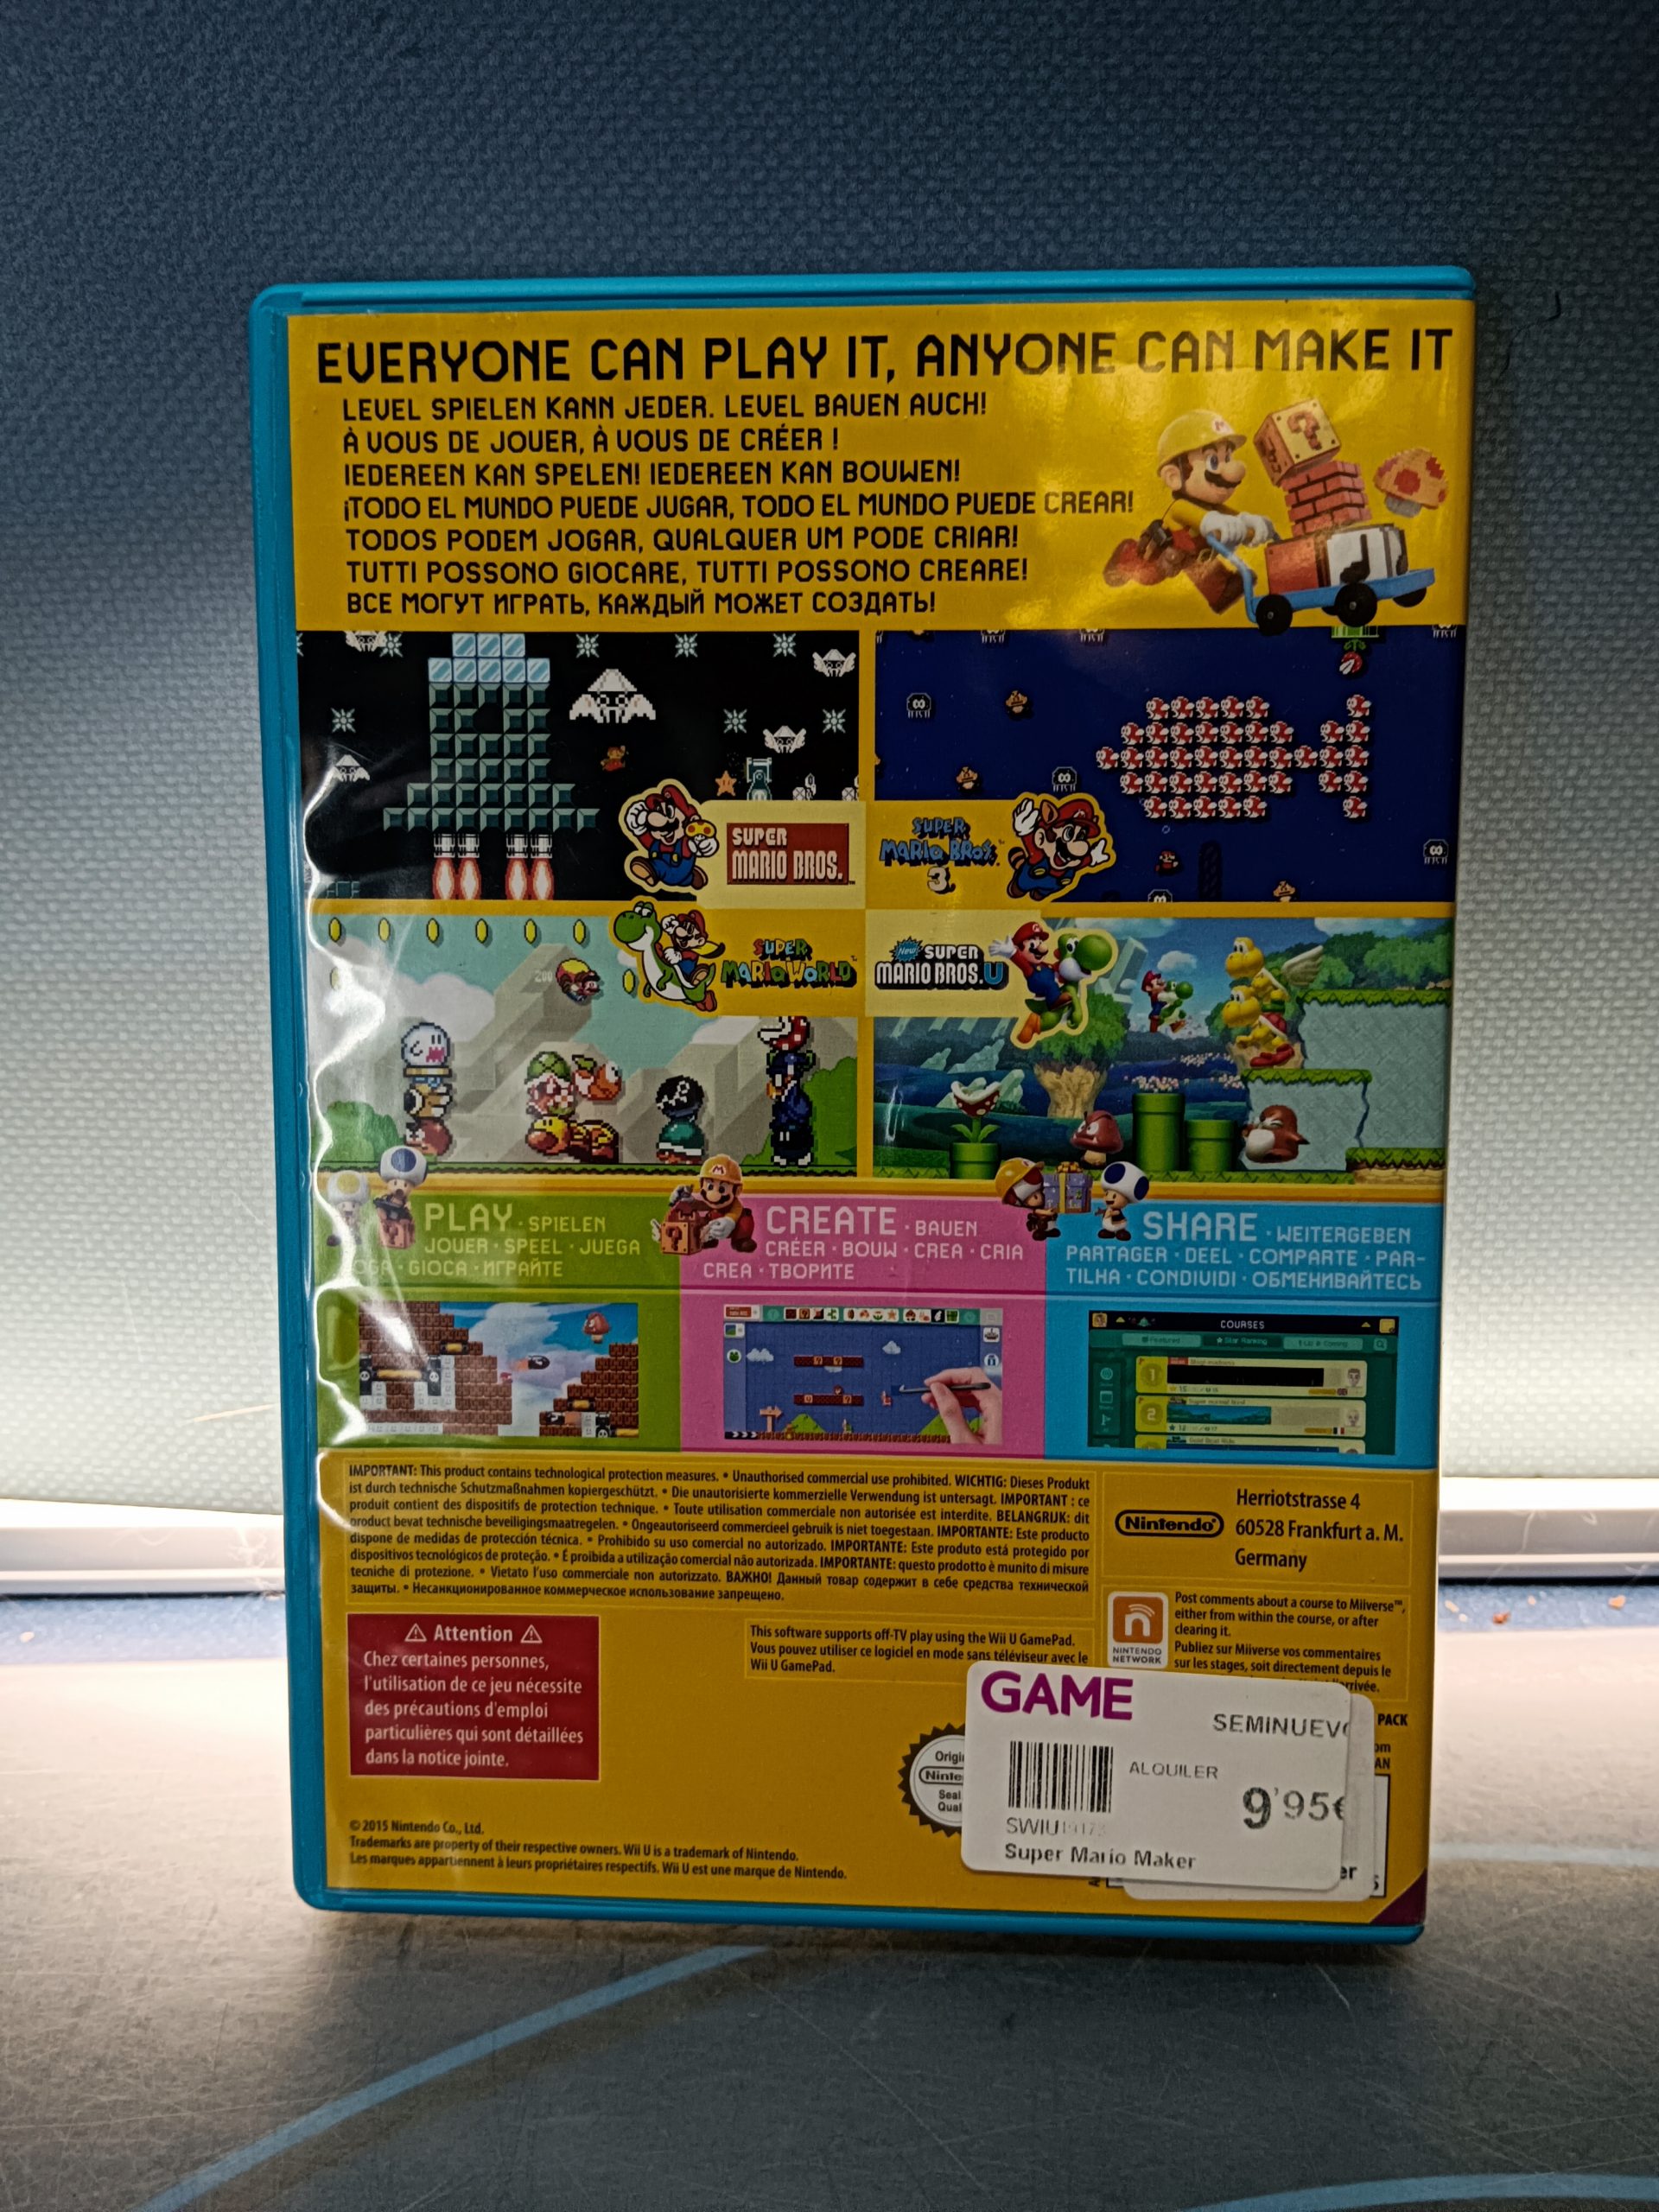 EVERYONE CAN PLAY IT, ANYONE CAN MAKE IT
LEVEL SPIELEN KANN JEDER. LEVEL BAUEN AUCH!
À VOUS DE JOUER, À VOUS DE CRÉER !
IEDEREEN KAN SPELEN! IEDEREEN KAN BOUWEN!
¡TODO EL MUNDO PUEDE JUGAR, TODO EL MUNDO PUEDE CREAR!
TODOS PODEM JOGAR, QUALQUER UM PODE CRIAR!
TUTTI POSSONO GIOCARE, TUTTI POSSONO CREARE!
ВСЕ МОГУТ ИГРАТЬ, КАЖДЫЙ МОЖЕТ СОЗДАТЬ!
SUPER
MARIO BROS.
SUPER
MARIO BROS.
3
SUPER
MARIO WORLD
New SUPER
MARIO BROS. U
PLAY · SPIELEN
JOUER · SPEEL · JUEGA
· GIOCA · ИГРАЙТЕ
CREATE · BAUEN
CRÉER · BOUW · CREA · CRIA
CREA · ТВОРИТЕ
SHARE · WEITERGEBEN
PARTAGER · DEEL · COMPARTE · PAR-
TILHA · CONDIVIDI · ОБМЕНИВАЙТЕСЬ
COURSES
1
2
IMPORTANT: This product contains technological protection measures. • Unauthorised commercial use prohibited. WICHTIG: Dieses Produkt
ist durch technische Schutzmaßnahmen kopiergeschützt. • Die unautorisierte kommerzielle Verwendung ist untersagt. IMPORTANT : ce
produit contient des dispositifs de protection technique. • Toute utilisation commerciale non autorisée est interdite. BELANGRIJK: dit
product bevat technische beveiligingsmaatregelen. • Ongeautoriseerd commercieel gebruik is niet toegestaan. IMPORTANTE: Este producto
dispone de medidas de protección técnica. • Prohibido su uso comercial no autorizado. IMPORTANTE: Este produto está protegido por
dispositivos tecnológicos de proteção. • É proibida a utilização comercial não autorizada. IMPORTANTE: questo prodotto è munito di misure
tecniche di protezione. • Vietato l'uso commerciale non autorizzato. ВАЖНО! Данный товар содержит в себе средства технической
защиты. • Несанкционированное коммерческое использование запрещено.
Nintendo
Herriotstrasse 4
60528 Frankfurt a. M.
Germany
NINTENDO
NETWORK
Post comments about a course to Miiverse™,
either from within the course, or after
clearing it.
Publiez sur Miiverse vos commentaires
sur les stages, soit directement depuis le
Attention
Chez certaines personnes,
l'utilisation de ce jeu nécessite
des précautions d'emploi
particulières qui sont détaillées
dans la notice jointe.
This software supports off-TV play using the Wii U GamePad.
Vous pouvez utiliser ce logiciel en mode sans téléviseur avec le
Wii U GamePad.
PACK
GAME
SEMINUEVO
ALQUILER
9'95€
Super Mario Maker
© 2015 Nintendo Co., Ltd.
Trademarks are property of their respective owners. Wii U is a trademark of Nintendo.
Les marques appartiennent à leurs propriétaires respectifs. Wii U est une marque de Nintendo.